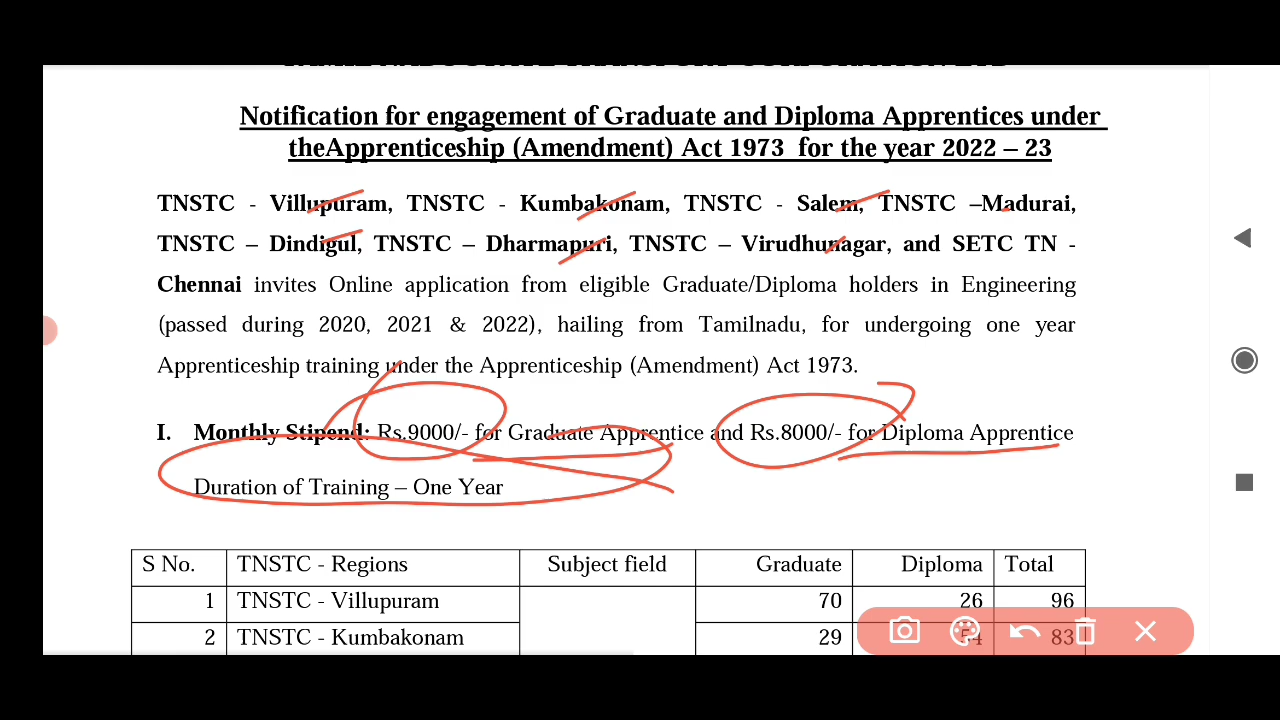 Notification for engagement of Graduate and Diploma Apprentices under
theApprenticeship (Amendment) Act 1973 for the year 2022 – 23
TNSTC - Villupuram, TNSTC - Kumbakonam, TNSTC - Salem, TNSTC –Madurai,
TNSTC – Dindigul, TNSTC – Dharmapuri, TNSTC – Virudhunagar, and SETC TN -
Chennai invites Online application from eligible Graduate/Diploma holders in Engineering
(passed during 2020, 2021 & 2022), hailing from Tamilnadu, for undergoing one year
Apprenticeship training under the Apprenticeship (Amendment) Act 1973.
I. Monthly Stipend: Rs.9000/- for Graduate Apprentice and Rs.8000/- for Diploma Apprentice
Duration of Training – One Year
S No. TNSTC - Regions Subject field Graduate Diploma Total
1 TNSTC - Villupuram 70 26 96
2 TNSTC - Kumbakonam 29 54 83